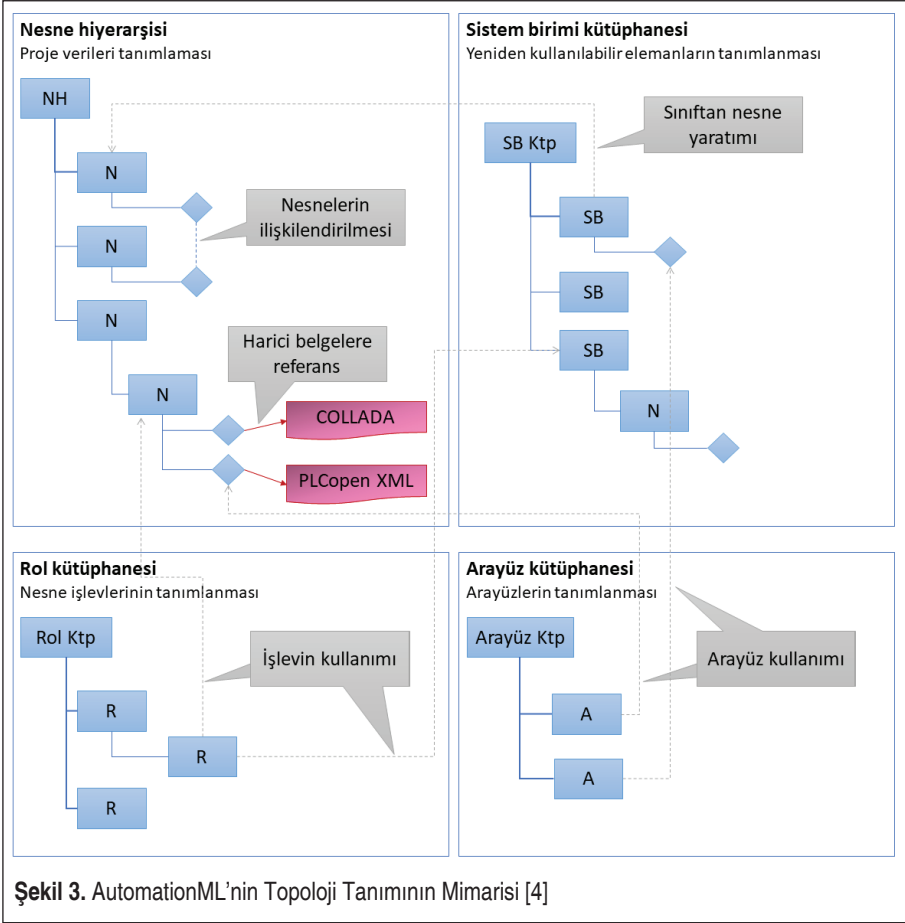 Nesne hiyerarşisi
Proje verileri tanımlaması
NH
N
N
N
N
Nesnelerin
ilişkilendirilmesi
Harici belgelere
referans
COLLADA
PLCopen XML
Sistem birimi kütüphanesi
Yeniden kullanılabilir elemanların tanımlanması
SB Ktp
Sınıftan nesne
yaratımı
SB
SB
SB
N
Rol kütüphanesi
Nesne işlevlerinin tanımlanması
Rol Ktp
R
R
R
İşlevin kullanımı
Arayüz kütüphanesi
Arayüzlerin tanımlanması
Arayüz Ktp
A
A
Arayüz kullanımı
Şekil 3. AutomationML’nin Topoloji Tanımının Mimarisi [4]